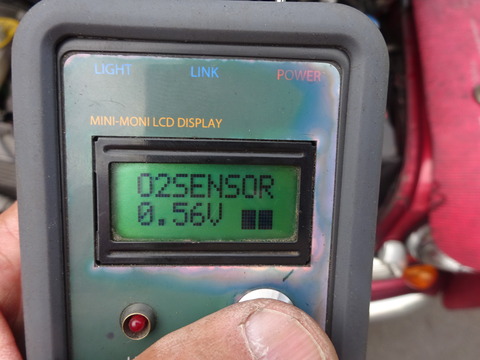 LIGHT LINK POWER
MINI-MONI LCD DISPLAY
O2SENSOR
0.56V